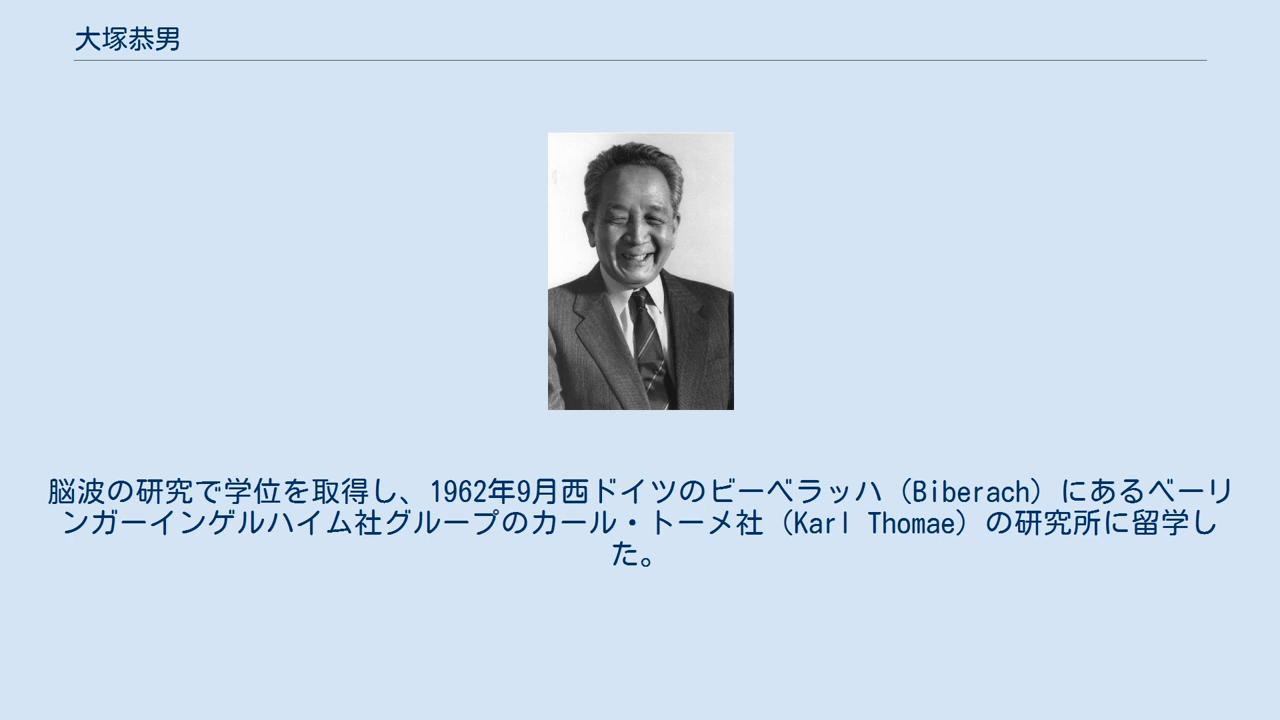 大塚恭男
脳波の研究で学位を取得し、1962年9月西ドイツのビーベラッハ（Biberach）にあるベーリ
ンガーインゲルハイム社グループのカール・トーメ社（Karl Thomae）の研究所に留学し
た。